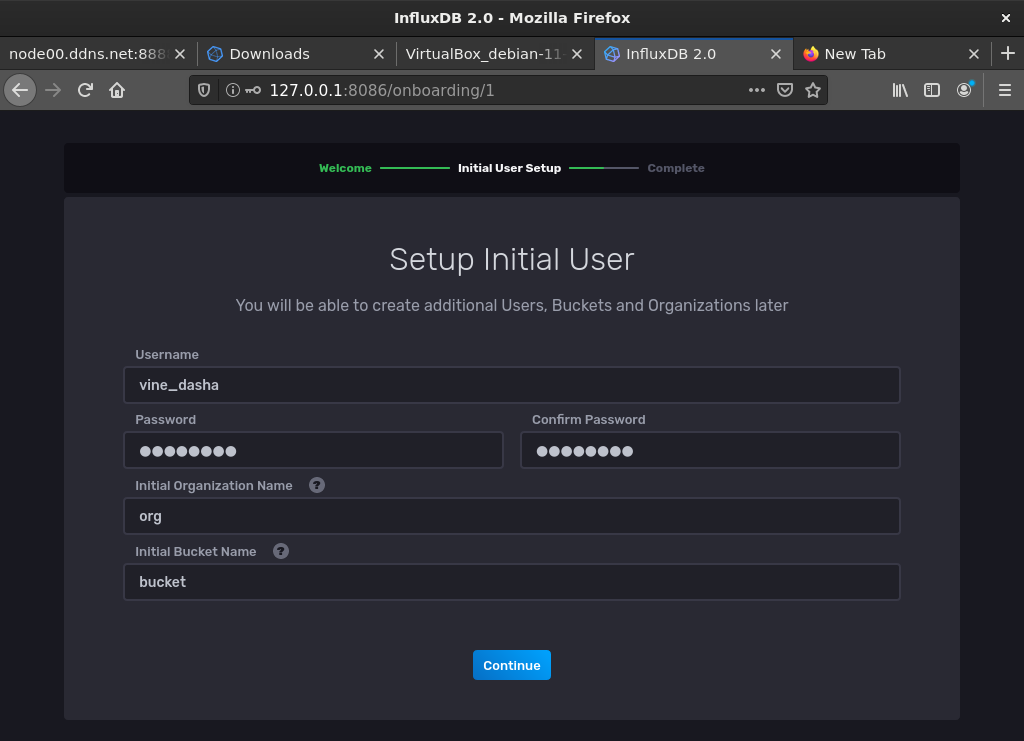 InfluxDB 2.0 - Mozilla Firefox
node00.ddns.net:888 Downloads VirtualBox_debian-11- InfluxDB 2.0 New Tab
127.0.0.1:8086/onboarding/1
Welcome Initial User Setup Complete
Setup Initial User
You will be able to create additional Users, Buckets and Organizations later
Username
vine_dasha
Password Confirm Password
●●●●●●●● ●●●●●●●●
Initial Organization Name ?
org
Initial Bucket Name ?
bucket
Continue